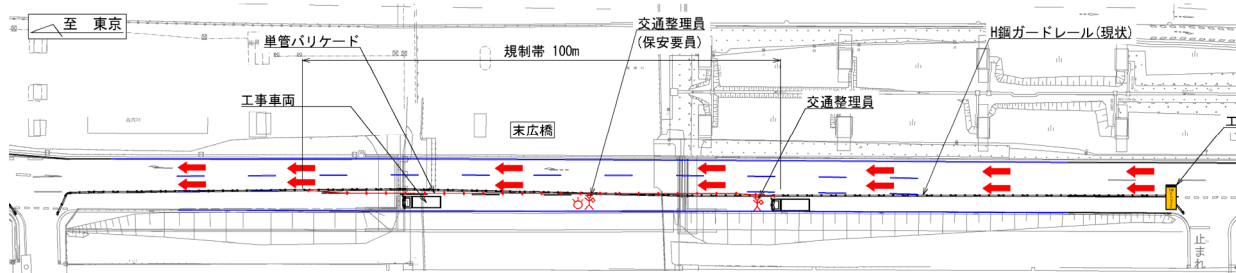 至 東京
単管バリケード
工事車両
規制帯 100m
交通整理員
(保安要員)
末広橋
交通整理員
H鋼ガードレール(現状)
工
止まれ